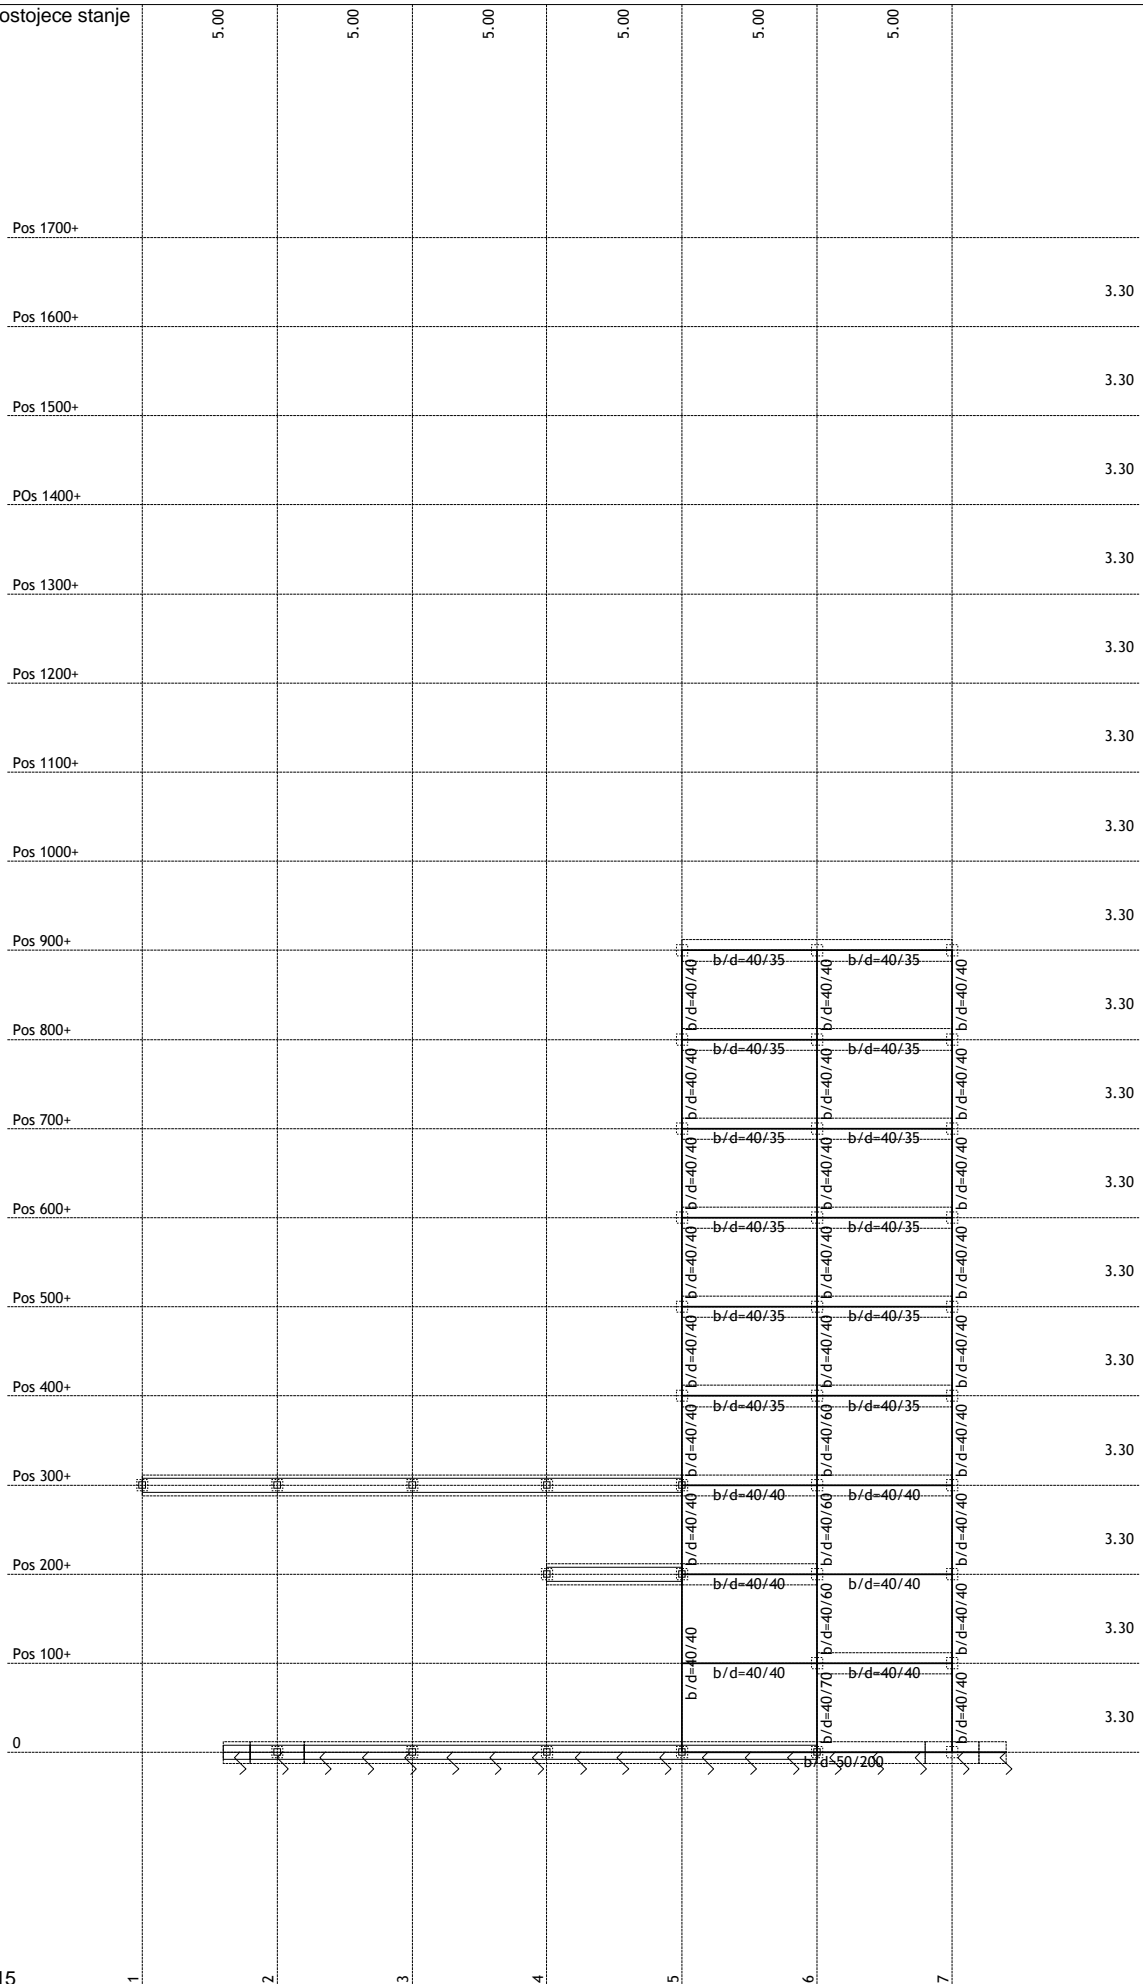 ostojece stanje
5.00 5.00 5.00 5.00 5.00 5.00
Pos 1700+
3.30
Pos 1600+
3.30
Pos 1500+
3.30
POs 1400+
3.30
Pos 1300+
3.30
Pos 1200+
3.30
Pos 1100+
3.30
Pos 1000+
3.30
Pos 900+
b/d=40/35 b/d=40/35
b/d=40/40 b/d=40/40 b/d=40/40
3.30
Pos 800+
b/d=40/35 b/d=40/35
b/d=40/40 b/d=40/40 b/d=40/40
3.30
Pos 700+
b/d=40/35 b/d=40/35
b/d=40/40 b/d=40/40 b/d=40/40
3.30
Pos 600+
b/d=40/35 b/d=40/35
b/d=40/40 b/d=40/40 b/d=40/40
3.30
Pos 500+
b/d=40/35 b/d=40/35
b/d=40/40 b/d=40/40 b/d=40/40
3.30
Pos 400+
b/d=40/35 b/d=40/35
b/d=40/40 b/d=40/60 b/d=40/40
3.30
Pos 300+
b/d=40/40 b/d=40/40
b/d=40/40 b/d=40/60 b/d=40/40
3.30
Pos 200+
b/d=40/40 b/d=40/40
b/d=40/40 b/d=40/60 b/d=40/40
3.30
Pos 100+
b/d=40/40 b/d=40/40
b/d=40/70 b/d=40/40
3.30
0
b/d=50/200
1 2 3 4 5 6 7
15